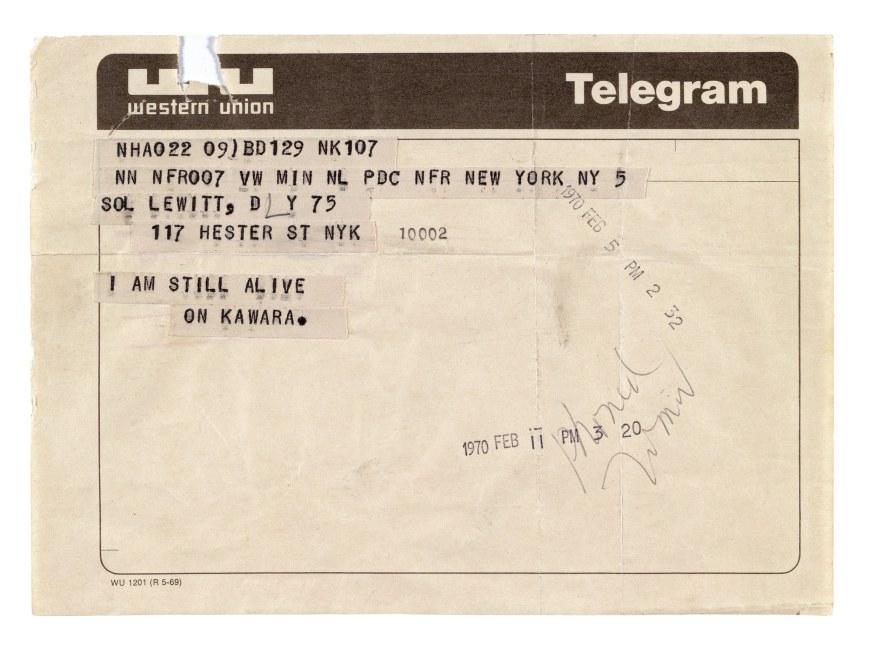 western union
Telegram
NHA022 09)BD129 NK107
NN NFR007 VW MIN NL PDC NFR NEW YORK NY 5
SOL LEWITT, D Y 75
117 HESTER ST NYK 10002
1970 FEB 5 PM 2 32
I AM STILL ALIVE
ON KAWARA.
phoned
1970 FEB 11 PM 3 20
WU 1201 (R 5-69)